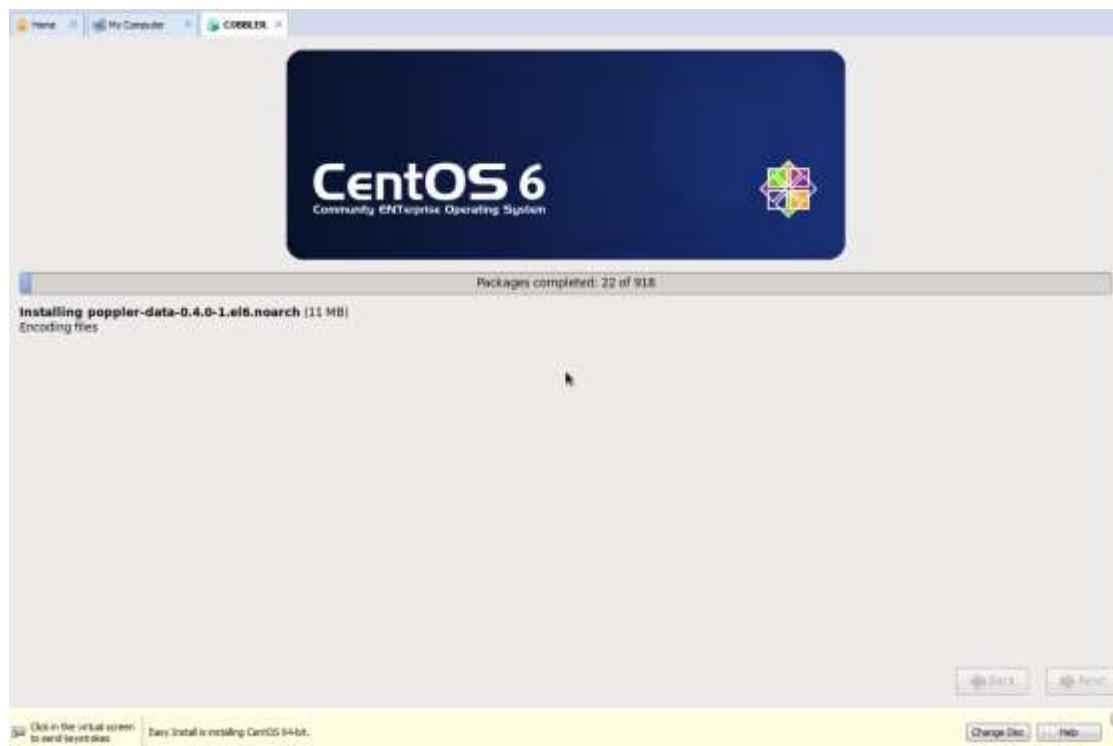 Home
My Computer
COBBLER
CentOS 6
Community ENTerprise Operating System
Packages completed: 22 of 918
Installing poppler-data-0.4.0-1.el6.noarch (11 MB)
Encoding files
Back
Next
Click in the virtual screen
to send keystrokes
Easy Install is installing CentOS 64-bit.
Change Disc
Help